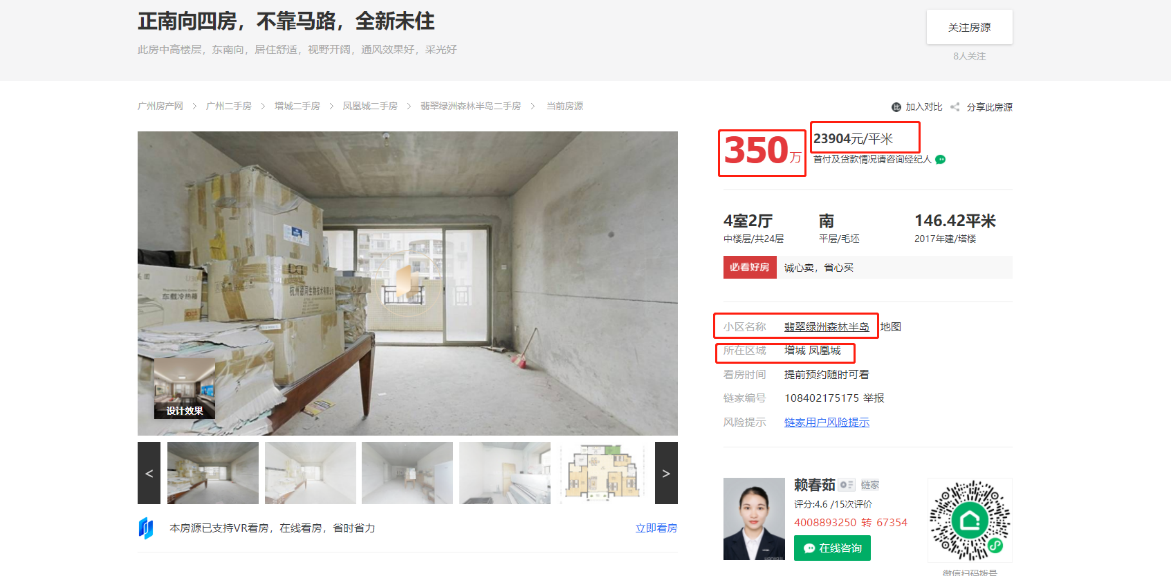 正南向四房，不靠马路，全新未住
此房中高楼层，东南向，居住舒适，视野开阔，通风效果好，采光好
关注房源
8人关注
广州房产网 > 广州二手房 > 增城二手房 > 凤凰城二手房 > 翡翠绿洲森林半岛二手房 > 当前房源
加入对比 分享此房源
350万
23904元/平米
首付及贷款情况请咨询经纪人
4室2厅 南 146.42平米
中楼层/共24层 平层/毛坯 2017年建/塔楼
必看好房 诚心卖，省心买
小区名称 翡翠绿洲森林半岛 地图
所在区域 增城 凤凰城
看房时间 提前预约随时可看
链家编号 108402175175 举报
风险提示 链家用户风险提示
设计效果
< >
本房源已支持VR看房，在线看房，省时省力 立即看房
赖春茹 链家
评分:4.6 /15次评价
4008893250 转 67354
在线咨询
微信扫码拨号